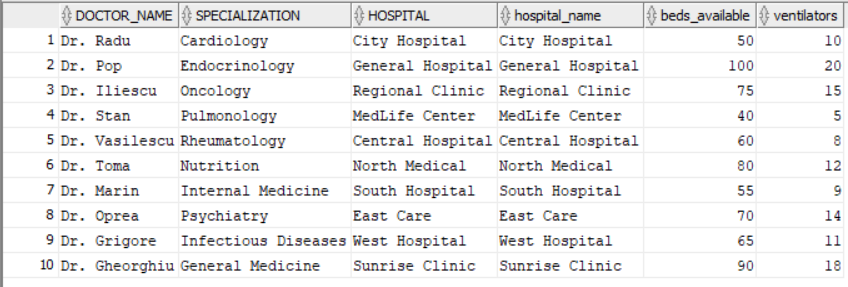 DOCTOR_NAME SPECIALIZATION HOSPITAL hospital_name beds_available ventilators
1 Dr. Radu Cardiology City Hospital City Hospital 50 10
2 Dr. Pop Endocrinology General Hospital General Hospital 100 20
3 Dr. Iliescu Oncology Regional Clinic Regional Clinic 75 15
4 Dr. Stan Pulmonology MedLife Center MedLife Center 40 5
5 Dr. Vasilescu Rheumatology Central Hospital Central Hospital 60 8
6 Dr. Toma Nutrition North Medical North Medical 80 12
7 Dr. Marin Internal Medicine South Hospital South Hospital 55 9
8 Dr. Oprea Psychiatry East Care East Care 70 14
9 Dr. Grigore Infectious Diseases West Hospital West Hospital 65 11
10 Dr. Gheorghiu General Medicine Sunrise Clinic Sunrise Clinic 90 18